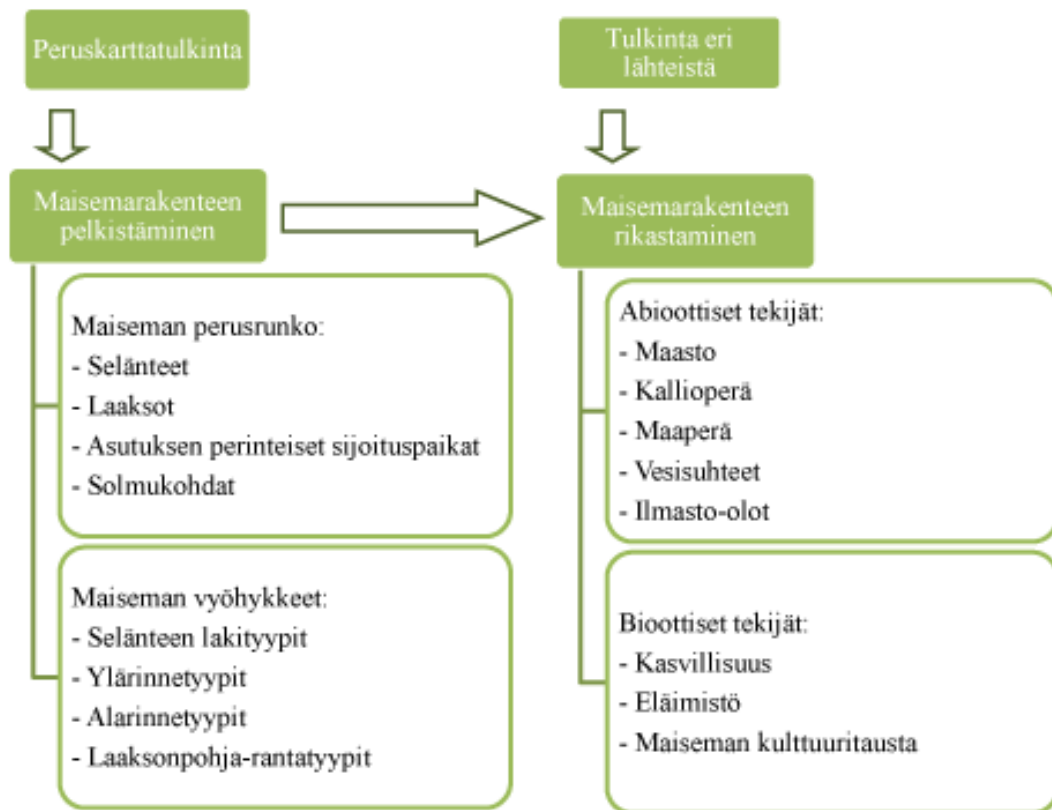 Peruskarttatulkinta
Maisemarakenteen
pelkistäminen
Maiseman perusrunko:
- Selänteet
- Laaksot
- Asutuksen perinteiset sijoituspaikat
- Solmukohdat
Maiseman vyöhykkeet:
- Selänteen lakityypit
- Ylärinnetyypit
- Alarinnetyypit
- Laaksonpohja-rantatyypit
Tulkinta eri
lähteistä
Maisemarakenteen
rikastaminen
Abioottiset tekijät:
- Maasto
- Kallioperä
- Maaperä
- Vesisuhteet
- Ilmasto-olot
Bioottiset tekijät:
- Kasvillisuus
- Eläimistö
- Maiseman kulttuuritausta